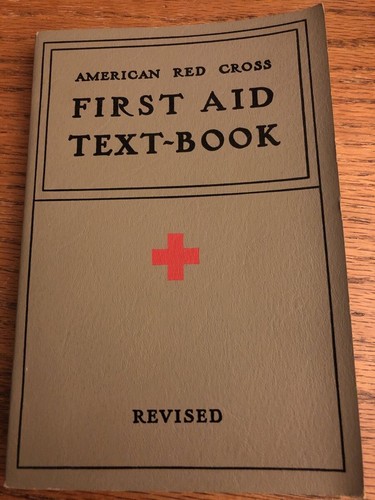 AMERICAN RED CROSS
FIRST AID
TEXT-BOOK
REVISED